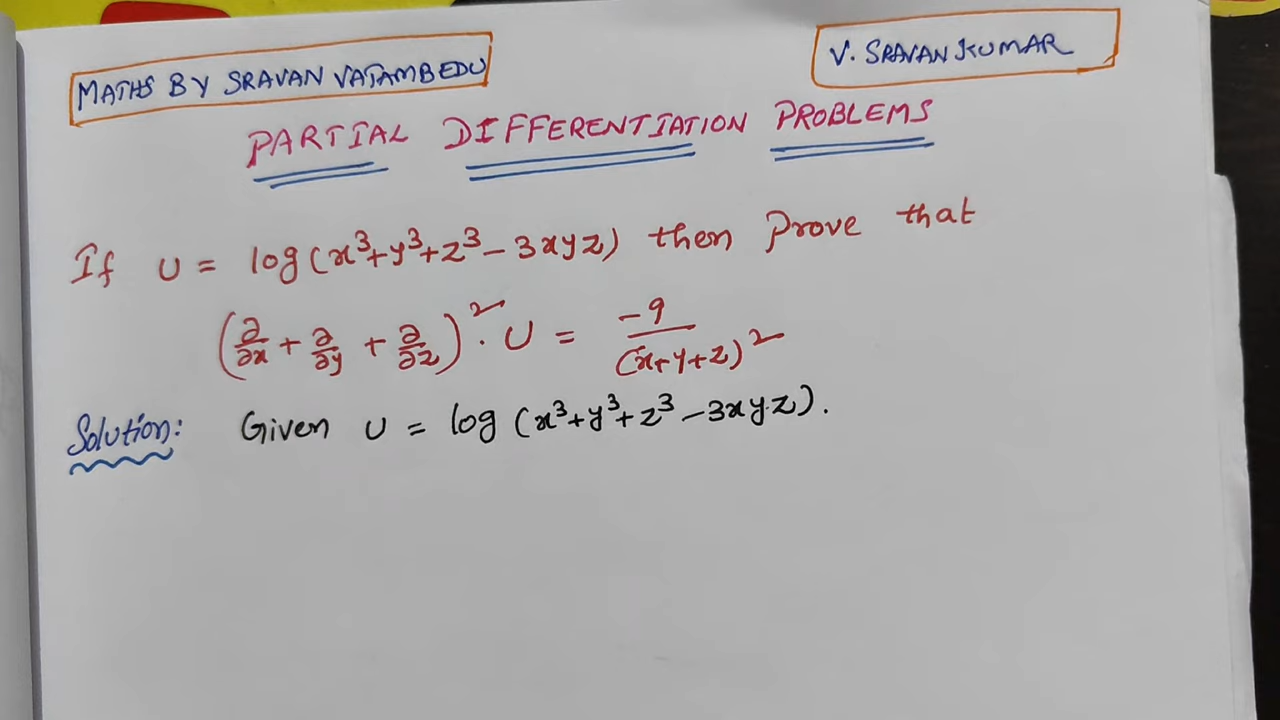 MATHS BY SRAVAN VATAMBEDU
V. SRAVAN KUMAR
PARTIAL DIFFERENTIATION PROBLEMS
If U = log(x³+y³+z³-3xyz) then Prove that
(∂/∂x + ∂/∂y + ∂/∂z)² · U = -9/(x+y+z)²
Solution: Given U = log (x³+y³+z³-3xy.z).